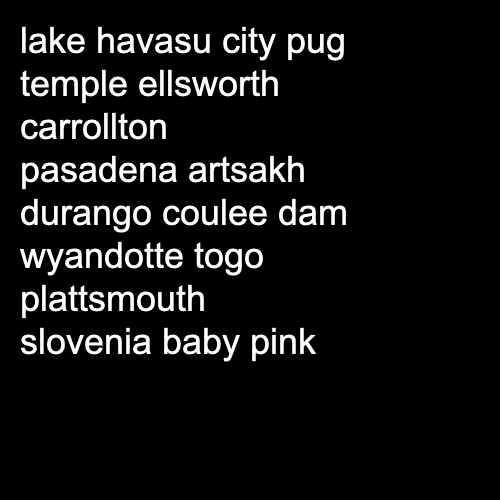 lake havasu city pug
temple ellsworth
carrollton
pasadena artsakh
durango coulee dam
wyandotte togo
plattsmouth
slovenia baby pink